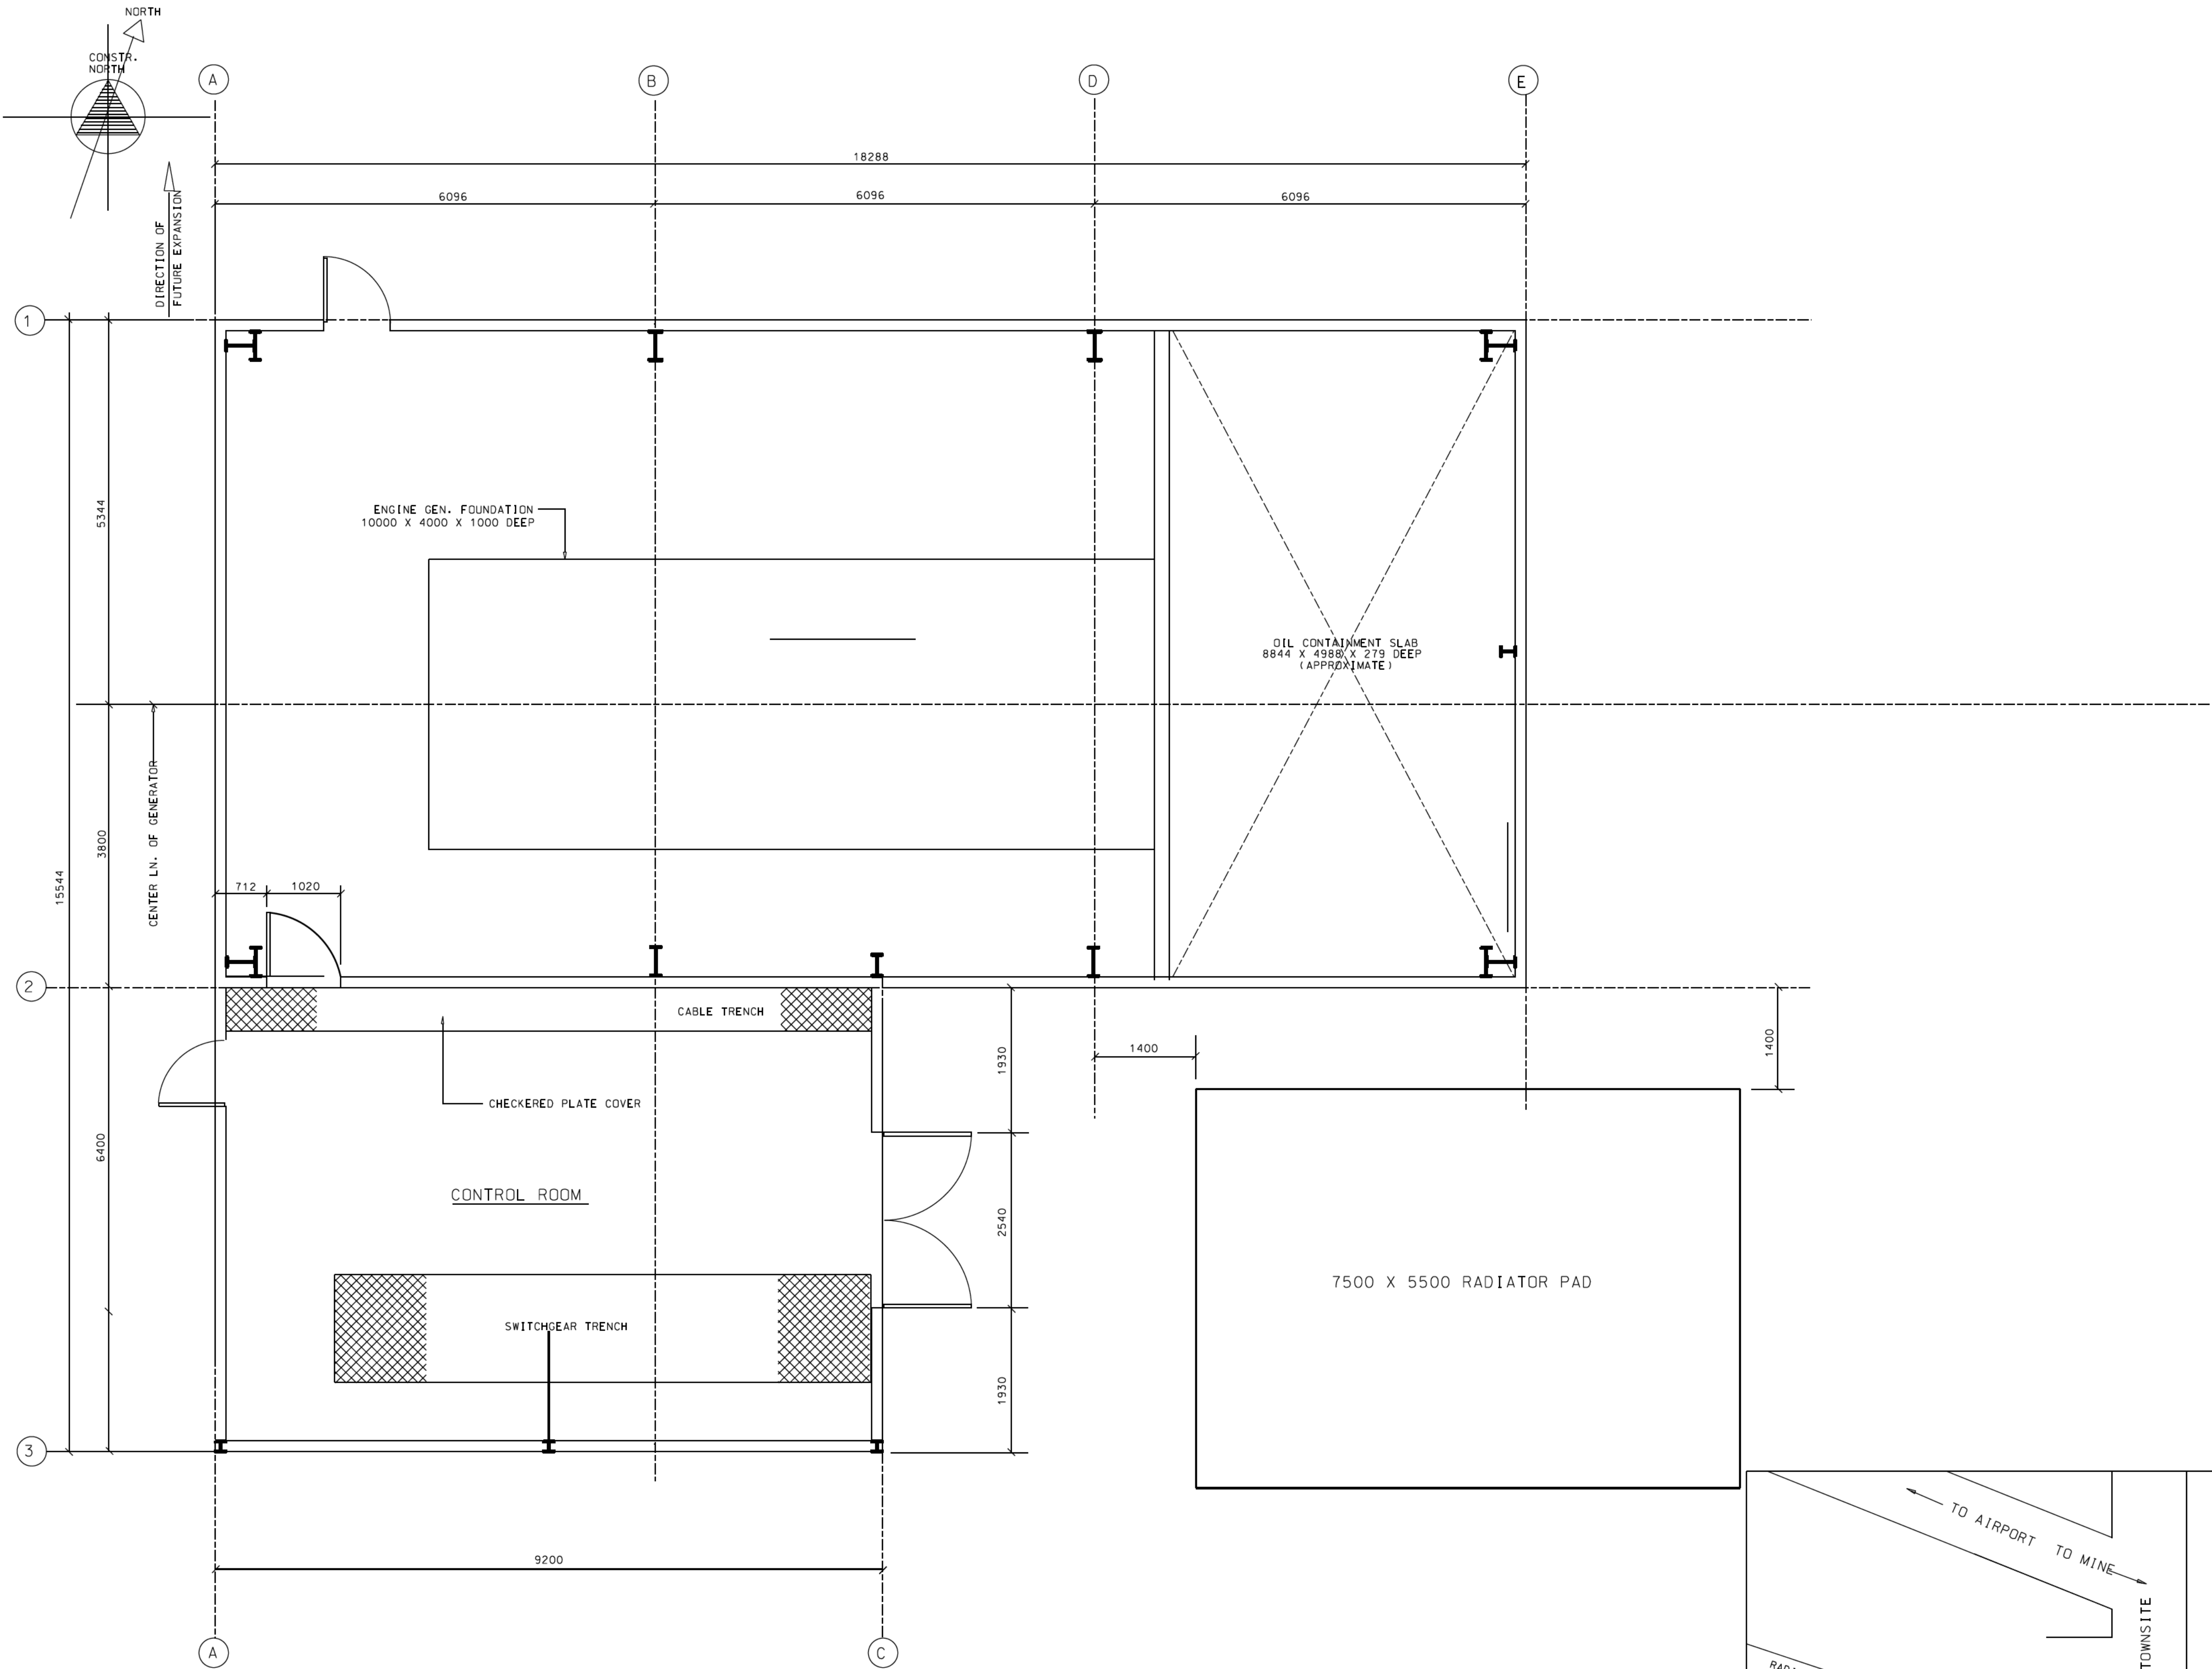 NORTH
CONSTR.
NORTH
A
B
D
E
18288
6096
6096
6096
DIRECTION OF
FUTURE EXPANSION
1
5344
ENGINE GEN. FOUNDATION
10000 X 4000 X 1000 DEEP
OIL CONTAINMENT SLAB
8844 X 4988 X 279 DEEP
(APPROXIMATE)
CENTER LN. OF GENERATOR
3800
15544
712
1020
2
CABLE TRENCH
1400
1930
1400
CHECKERED PLATE COVER
6400
CONTROL ROOM
2540
7500 X 5500 RADIATOR PAD
SWITCHGEAR TRENCH
1930
3
9200
TO AIRPORT
TO MINE
TOWNSITE
A
C